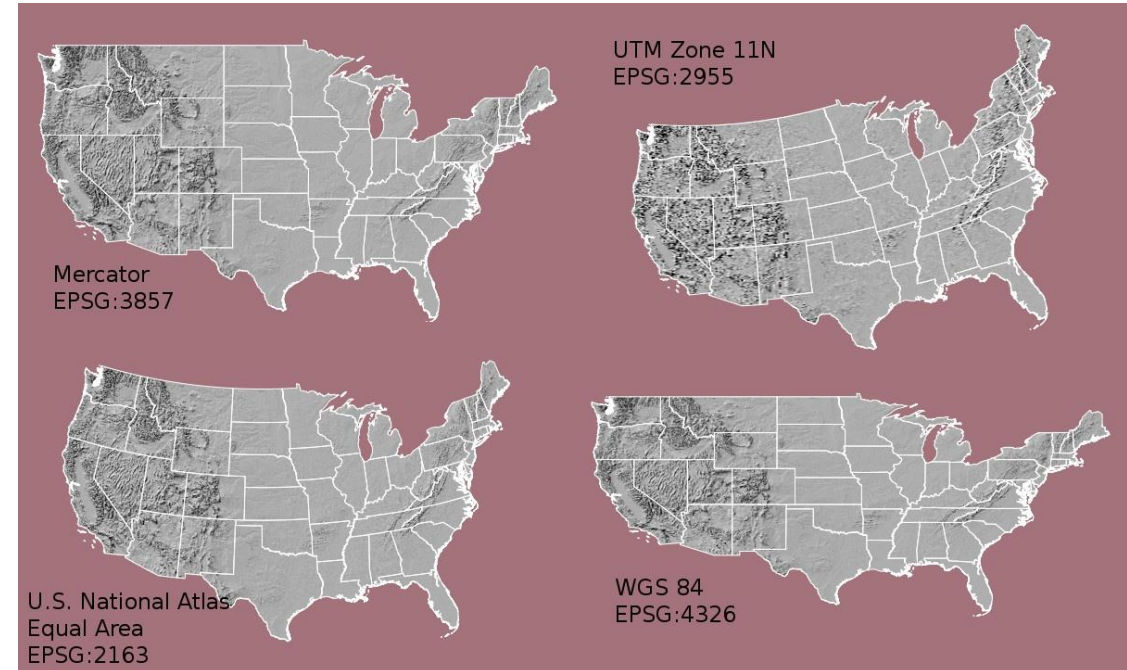 Mercator
EPSG:3857
UTM Zone 11N
EPSG:2955
U.S. National Atlas
Equal Area
EPSG:2163
WGS 84
EPSG:4326